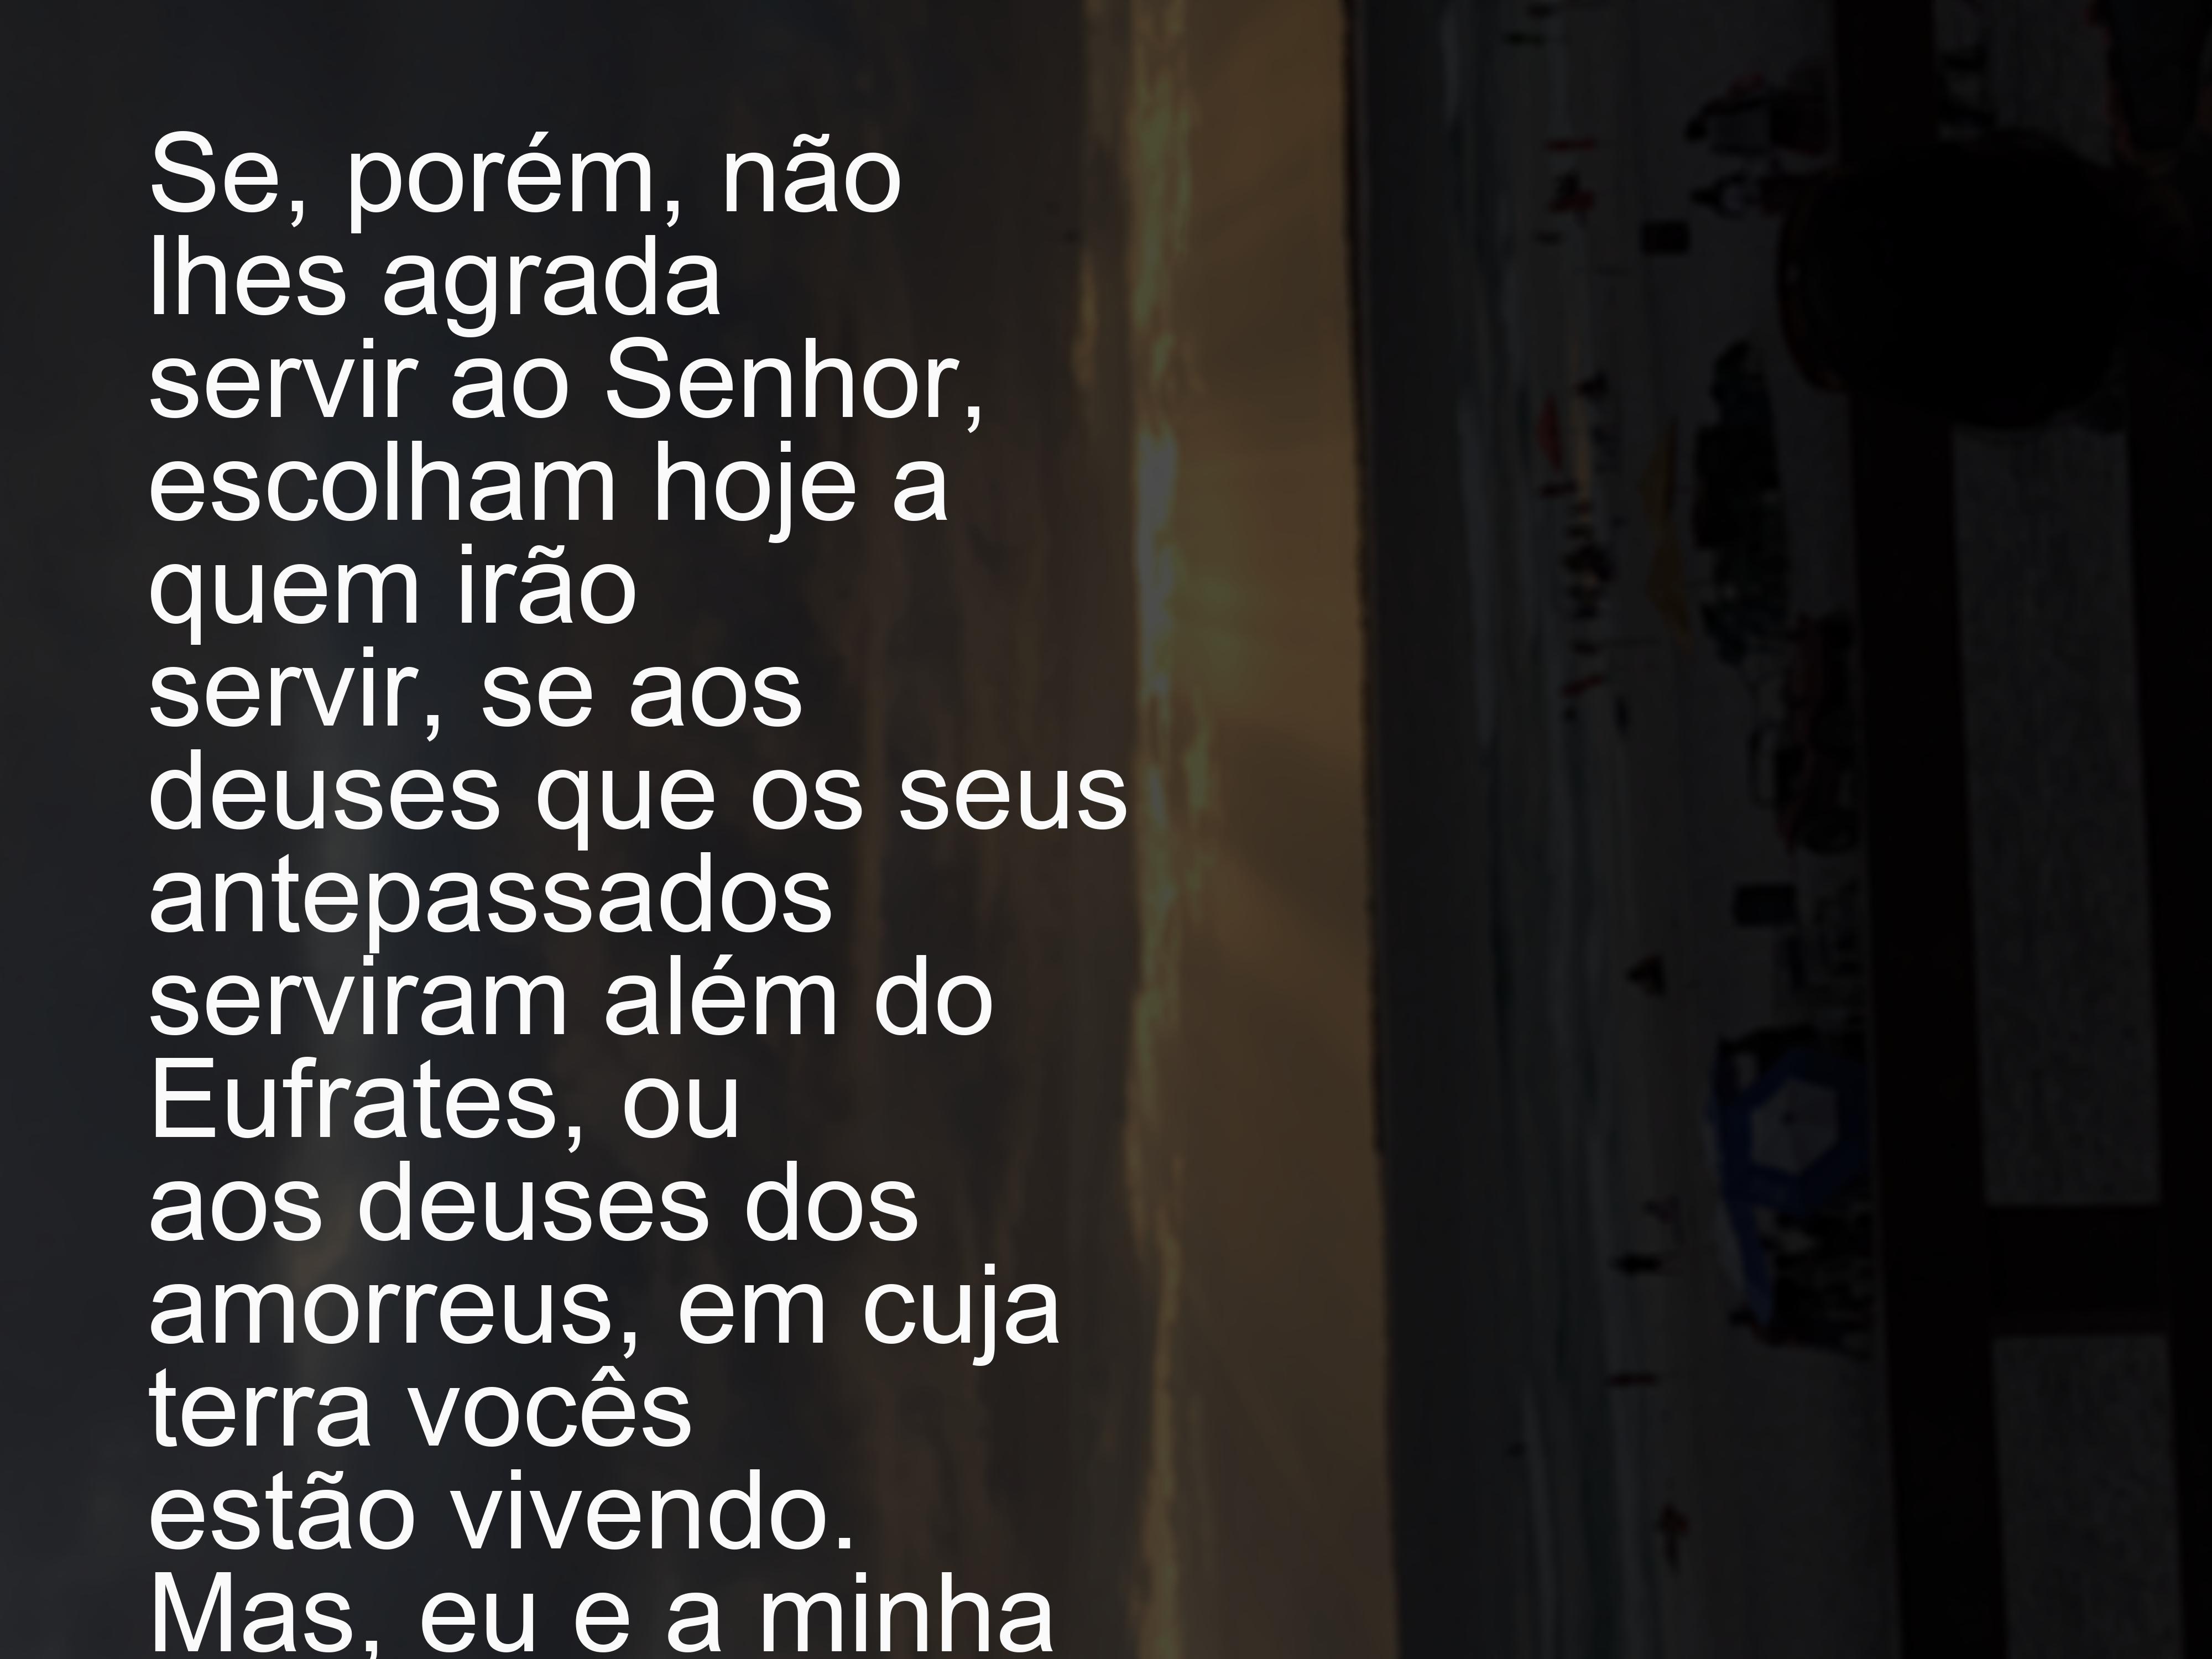 Se, porém, não
lhes agrada
servir ao Senhor,
escolham hoje a
quem irão
servir, se aos
deuses que os seus
antepassados
serviram além do
Eufrates, ou
aos deuses dos
amorreus, em cuja
terra vocês
estão vivendo.
Mas, eu e a minha